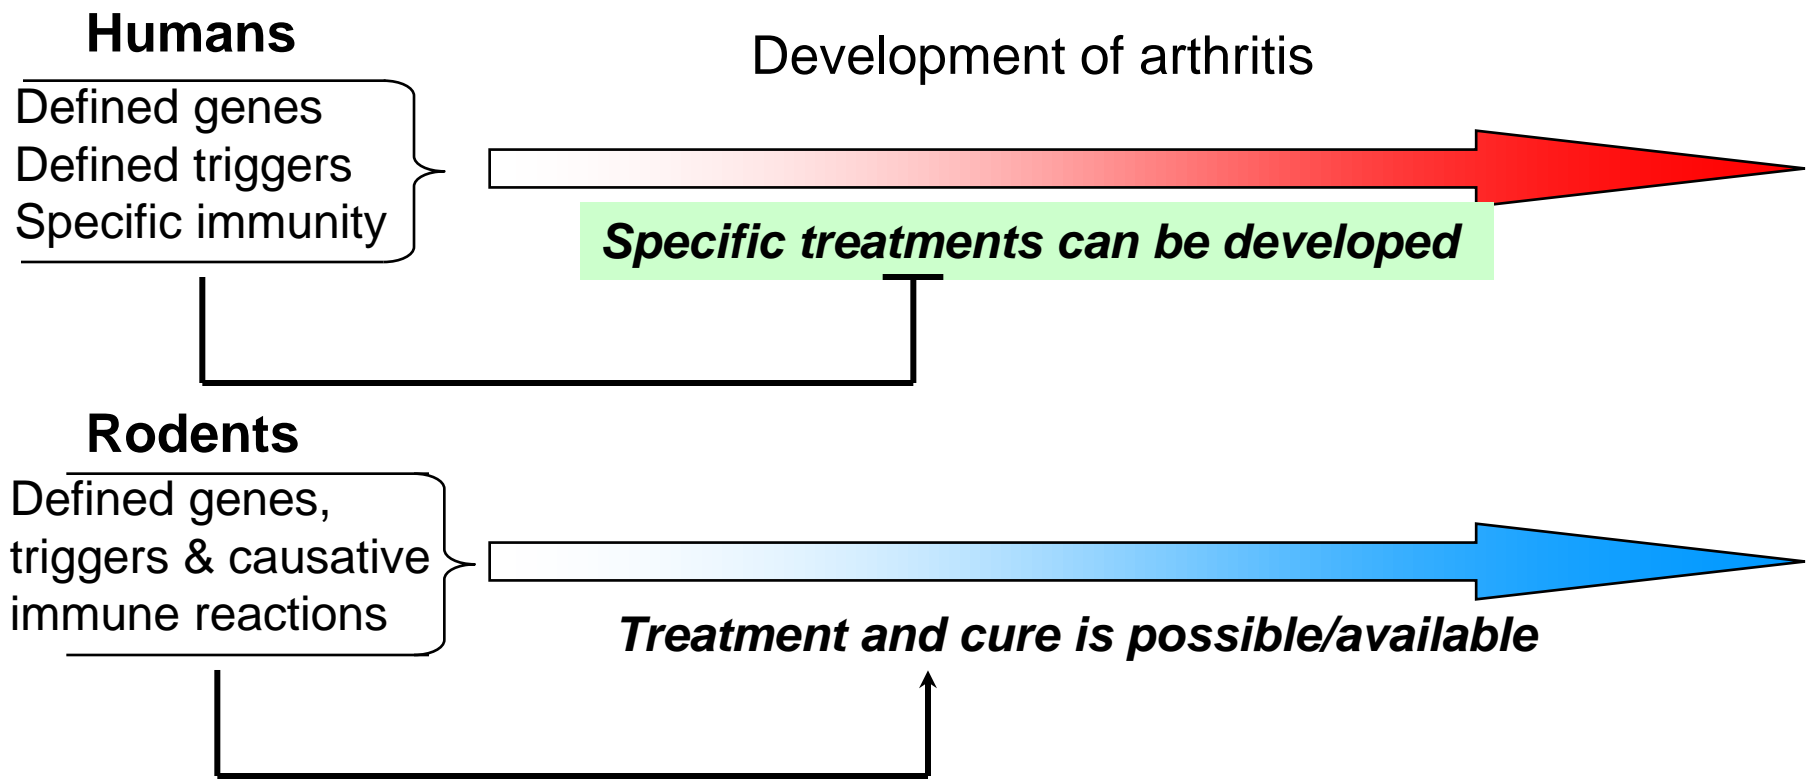 Humans
Development of arthritis
Defined genes
Defined triggers
Specific immunity
Specific treatments can be developed
Rodents
Defined genes,
triggers & causative
immune reactions
Treatment and cure is possible/available